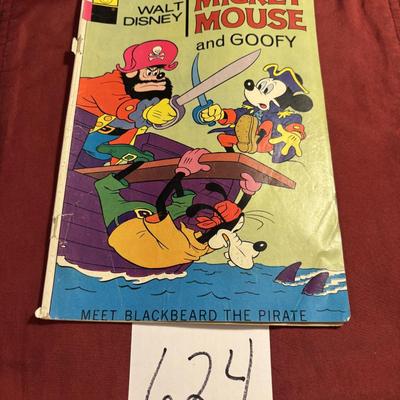 WALT
DISNEY
MICKEY
MOUSE
and GOOFY
MEET BLACKBEARD THE PIRATE
624